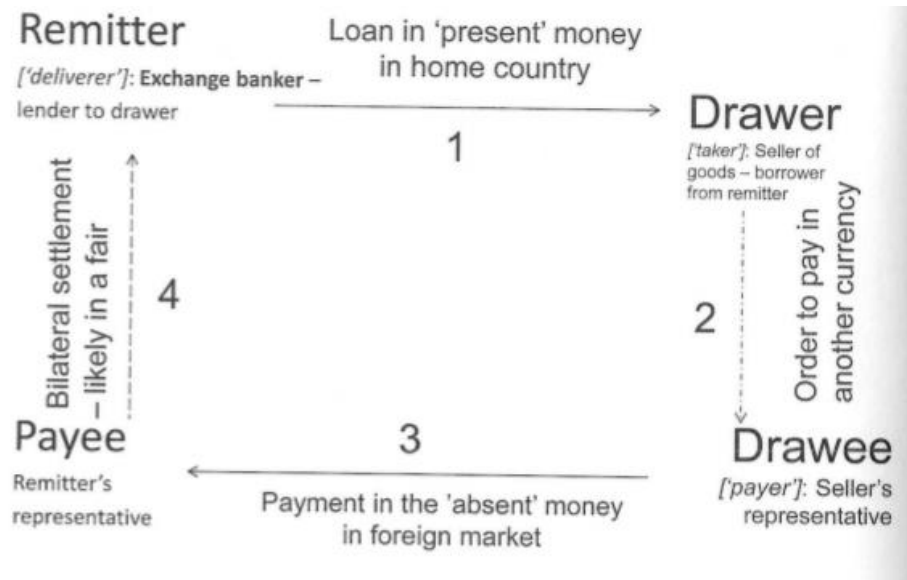 Remitter
['deliverer']: Exchange banker –
lender to drawer
Loan in 'present' money
in home country
1
Drawer
['taker']: Seller of
goods – borrower
from remitter
Bilateral settlement
– likely in a fair
4
2
Order to pay in
another currency
Payee
Remitter's
representative
3
Payment in the 'absent' money
in foreign market
Drawee
['payer']: Seller's
representative